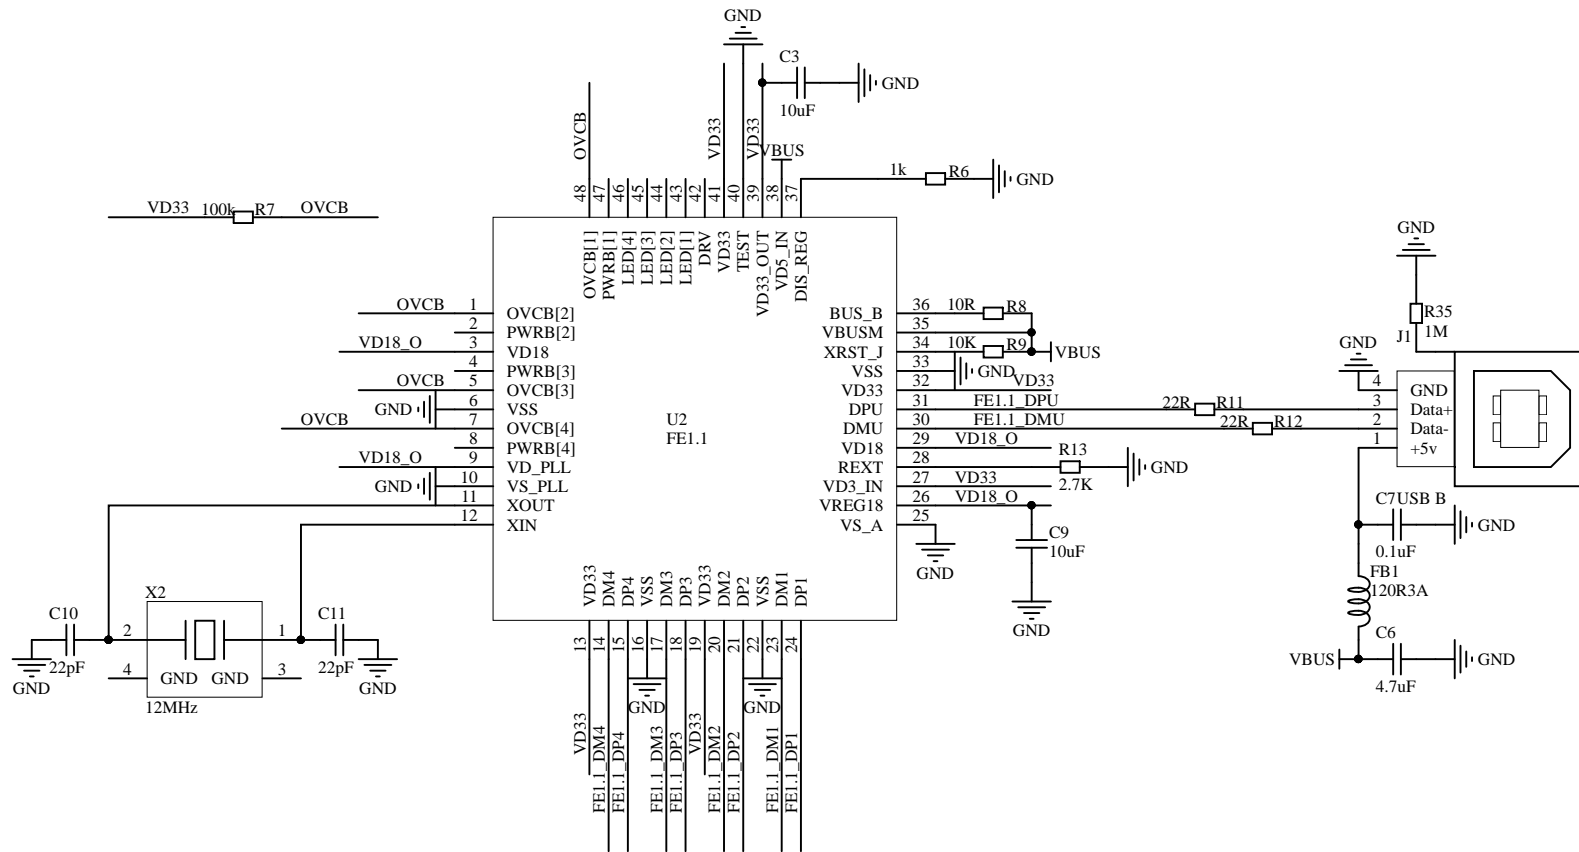 GND
C3
GND
10uF
OVCB
VD33
VD33
VBUS
48
47
46
45
44
43
42
41
40
39
38
37
1k
R6
GND
VD33
100k
R7
OVCB
OVCB[1]
PWRB[1]
LED[4]
LED[3]
LED[2]
LED[1]
DRV
VD33
TEST
VD33_OUT
VD5_IN
DIS_REG
GND
OVCB
1
OVCB[2]
2
PWRB[2]
VD18_O
3
VD18
4
PWRB[3]
OVCB
5
OVCB[3]
GND
6
VSS
OVCB
7
OVCB[4]
8
PWRB[4]
VD18_O
9
VD_PLL
GND
10
VS_PLL
11
XOUT
12
XIN
U2
FE1.1
BUS_B
36
10R
R8
VBUSM
35
XRST_J
34
10K
R9
VBUS
VSS
33
GND
VD33
32
VD33
DPU
31
FE1.1_DPU
22R
R11
DMU
30
FE1.1_DMU
22R
R12
VD18
29
VD18_O
REXT
28
R13
GND
2.7K
VD3_IN
27
VD33
VREG18
26
VD18_O
VS_A
25
GND
C9
10uF
GND
R35
1M
J1
GND
4
GND
3
Data+
2
Data-
1
+5v
C7
USB B
GND
0.1uF
FB1
120R3A
C6
VBUS
GND
4.7uF
X2
C10
22pF
GND
2
1
4
GND
GND
3
12MHz
C11
22pF
GND
VD33
DM4
DP4
VSS
DM3
DP3
VD33
DM2
DP2
VSS
DM1
DP1
13
14
15
16
17
18
19
20
21
22
23
24
GND
GND
VD33
FE1.1_DM4
FE1.1_DP4
FE1.1_DM3
FE1.1_DP3
VD33
FE1.1_DM2
FE1.1_DP2
FE1.1_DM1
FE1.1_DP1